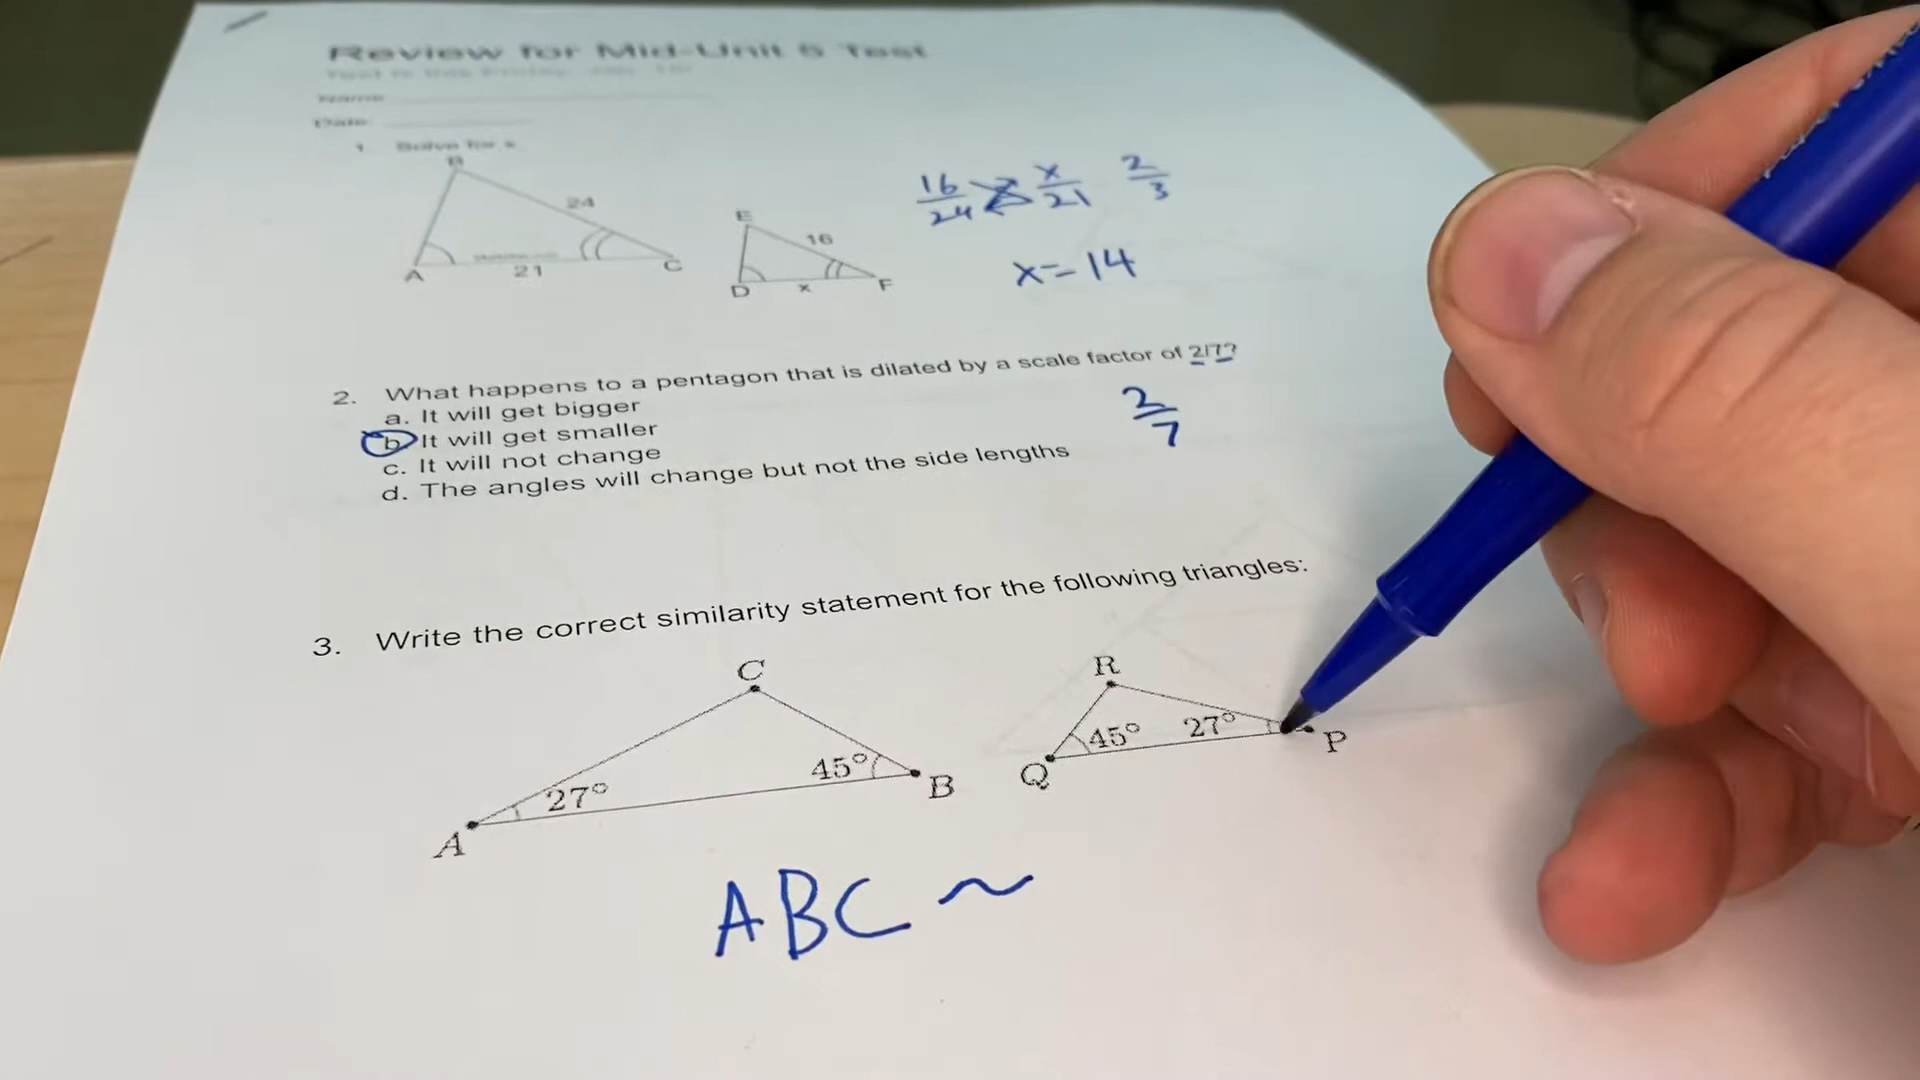 Review for Mid-Unit 5 Test
Name
Date
1. Solve for x
B
24
A
21
C
E
16
D
x
F
16/24 x/21 2/3
x=14
2. What happens to a pentagon that is dilated by a scale factor of 2/7?
a. It will get bigger
b. It will get smaller
c. It will not change
d. The angles will change but not the side lengths
2/7
3. Write the correct similarity statement for the following triangles:
C
27°
45°
A
B
R
45° 27°
Q
P
ABC ~